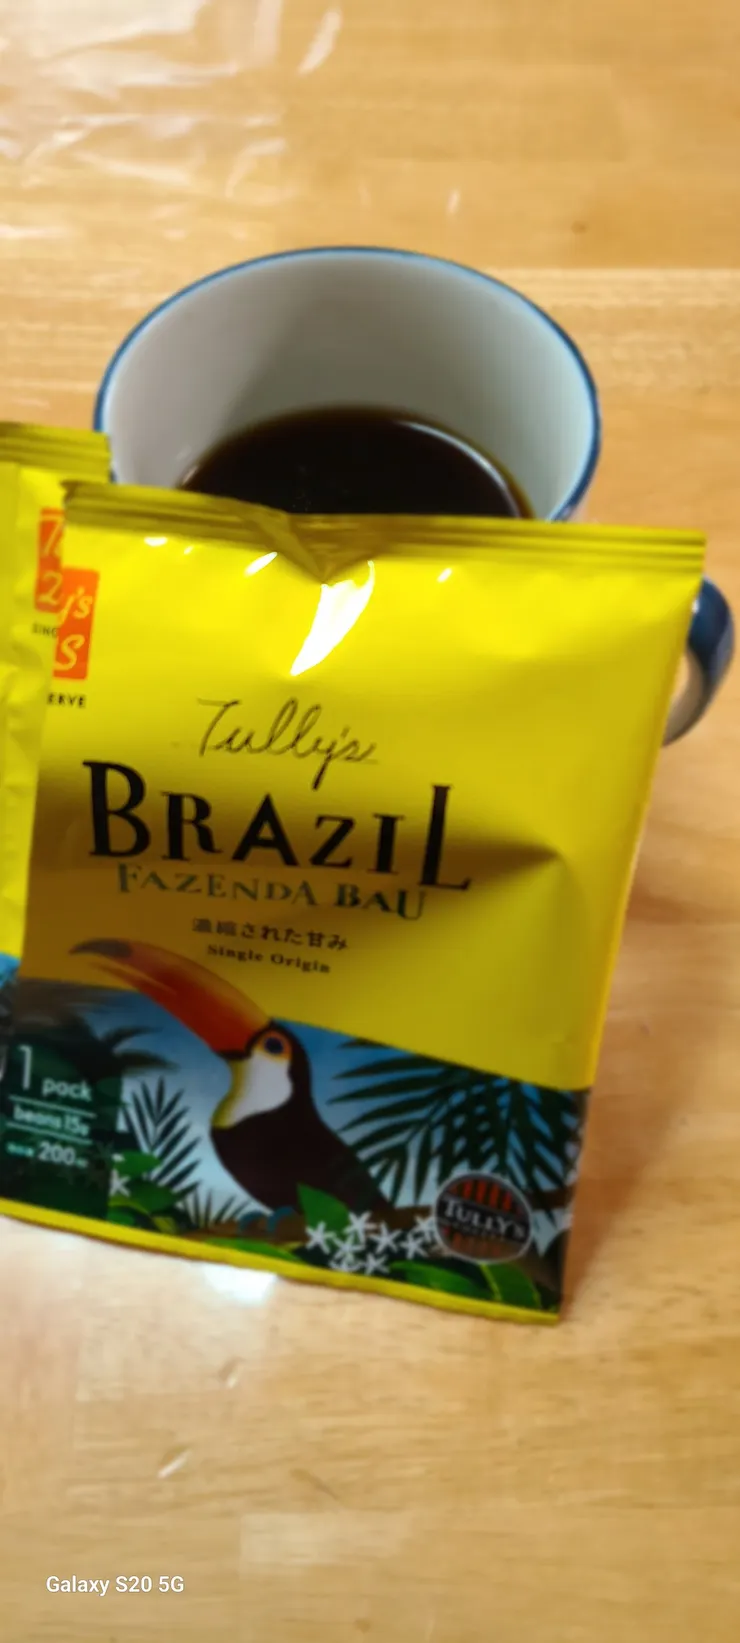 Tully's
BRAZIL
FAZENDA BAU
濃縮された甘み
Single Origin
1 pack
beans 15g
200
TULLY'S
Galaxy S20 5G